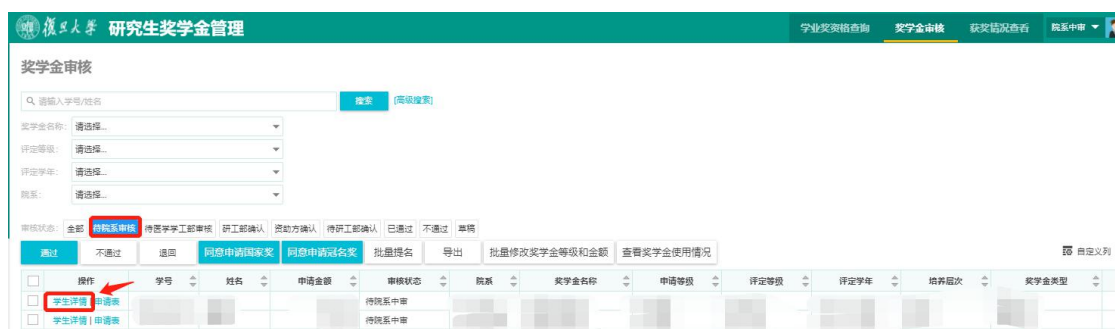 復旦大學 研究生奖学金管理 学业奖资格查询 奖学金审核 获奖情况查看 院系中审
奖学金审核
请输入学号/姓名 搜索 [高级搜索]
奖学金名称: 请选择...
评定等级: 请选择...
评定学年: 请选择...
院系: 请选择...
审核状态: 全部 待院系审核 待医学学工部审核 研工部确认 资助方确认 待研工部确认 已通过 不通过 草稿
通过 不通过 退回 同意申请国家奖 同意申请冠名奖 批量提名 导出 批量修改奖学金等级和金额 查看奖学金使用情况 自定义列
操作 学号 姓名 申请金额 审核状态 院系 奖学金名称 申请等级 评定等级 评定学年 培养层次 奖学金类型
学生详情 | 申请表 待院系中审
学生详情 | 申请表 待院系中审